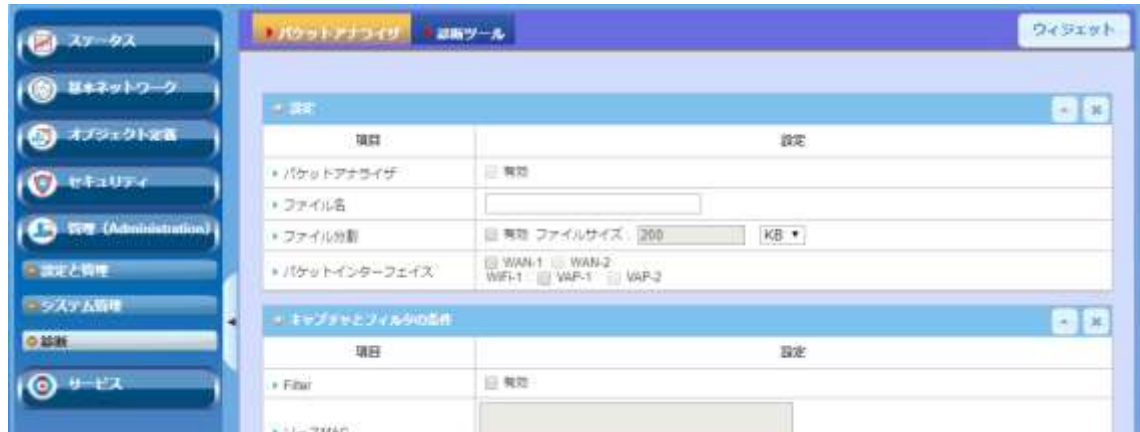 ステータス
基本ネットワーク
オブジェクト定義
セキュリティ
管理 (Administration)
設定と管理
システム管理
診断
サービス
パケットアナライザ
診断ツール
ウィジェット
設定
項目
設定
パケットアナライザ
有効
ファイル名
ファイル分割
有効 ファイルサイズ : 200 KB
パケットインターフェイス
WAN-1 WAN-2
WiFi-1 VAP-1 VAP-2
キャプチャとフィルタの条件
項目
設定
Filter
有効
ソースMAC